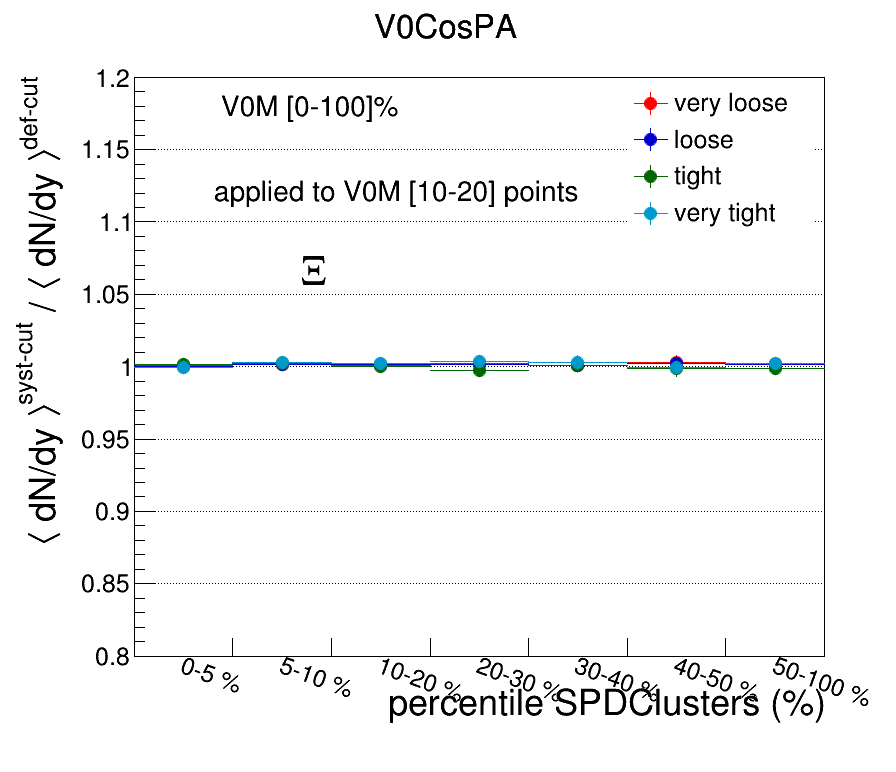 V0CosPA
1.2
1.15
1.1
1.05
1
0.95
0.9
0.85
0.8
⟨ dN/dy ⟩^syst-cut / ⟨ dN/dy ⟩^def-cut
V0M [0-100]%
applied to V0M [10-20] points
Ξ
very loose
loose
tight
very tight
0-5 %
5-10 %
10-20 %
20-30 %
30-40 %
40-50 %
50-100 %
percentile SPDClusters (%)